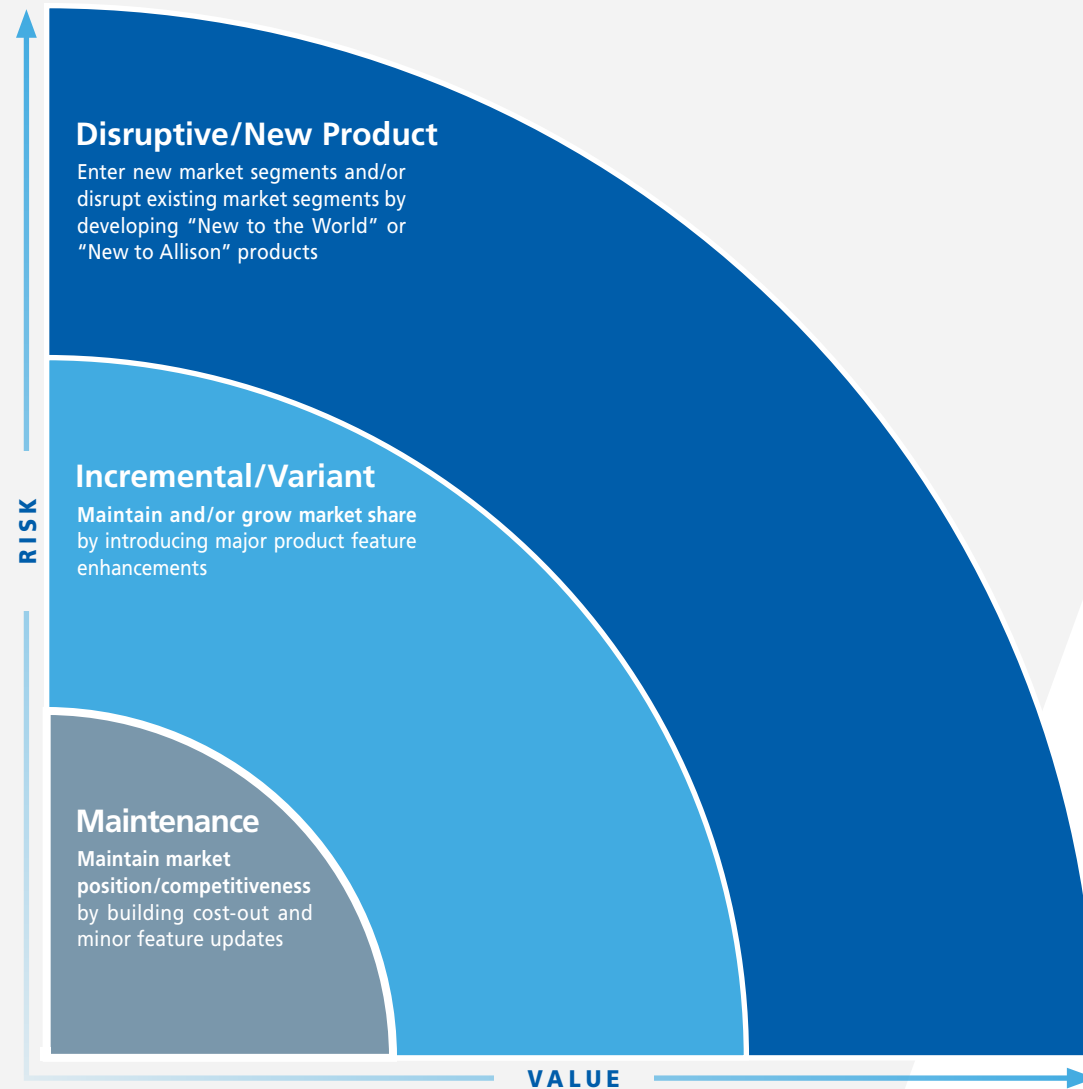 Disruptive/New Product
Enter new market segments and/or
disrupt existing market segments by
developing “New to the World” or
“New to Allison” products
Incremental/Variant
Maintain and/or grow market share
by introducing major product feature
enhancements
RISK
Maintenance
Maintain market
position/competitiveness
by building cost-out and
minor feature updates
VALUE